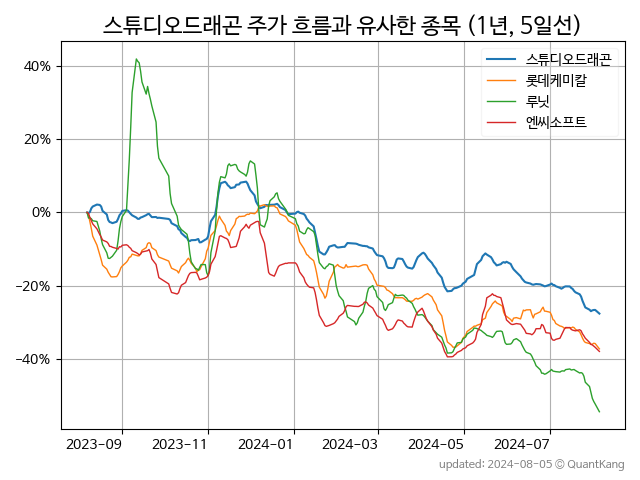 스튜디오드래곤 주가 흐름과 유사한 종목 (1년, 5일선)
스튜디오드래곤
롯데케미칼
루닛
엔씨소프트
40%
20%
0%
−20%
−40%
2023-09 2023-11 2024-01 2024-03 2024-05 2024-07
updated: 2024-08-05 © QuantKang